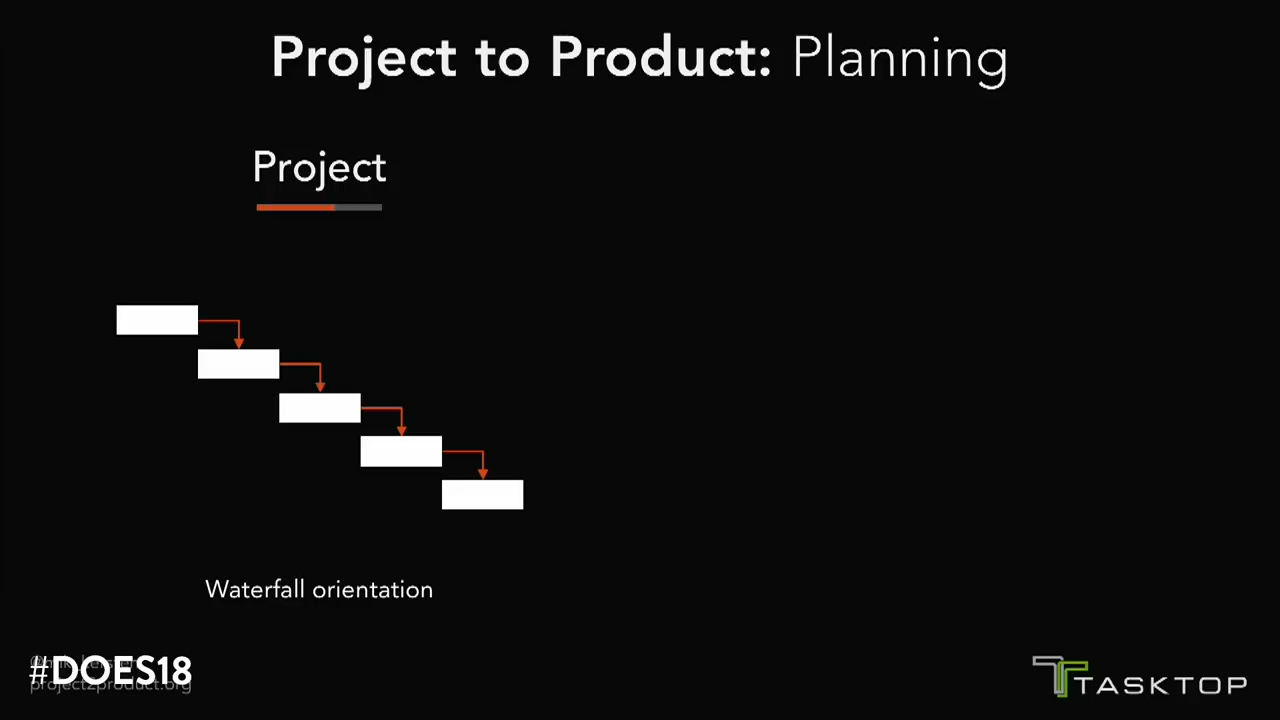 Project to Product: Planning
Project
Waterfall orientation
#DOES18
project2product.org
TASKTOP